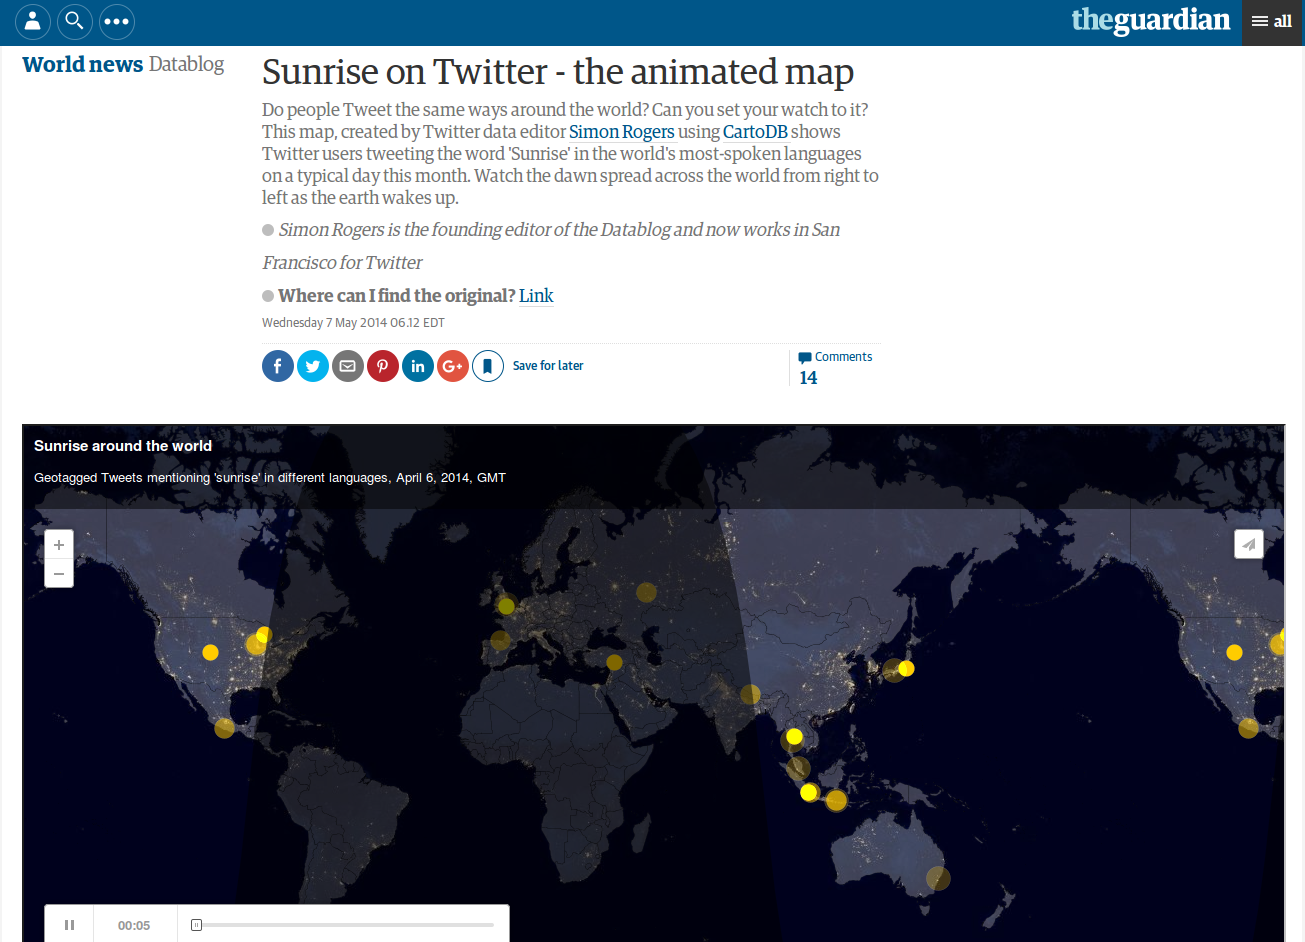 theguardian
all
World news Datablog
Sunrise on Twitter - the animated map
Do people Tweet the same ways around the world? Can you set your watch to it?
This map, created by Twitter data editor Simon Rogers using CartoDB shows
Twitter users tweeting the word 'Sunrise' in the world's most-spoken languages
on a typical day this month. Watch the dawn spread across the world from right to
left as the earth wakes up.
Simon Rogers is the founding editor of the Datablog and now works in San
Francisco for Twitter
Where can I find the original? Link
Wednesday 7 May 2014 06.12 EDT
Save for later
Comments
14
Sunrise around the world
Geotagged Tweets mentioning 'sunrise' in different languages, April 6, 2014, GMT
00:05